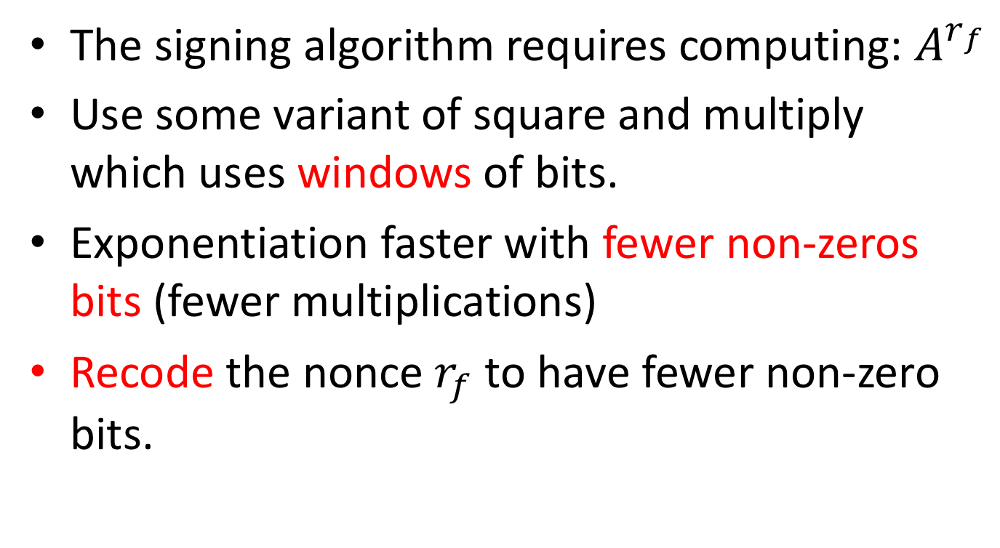 • The signing algorithm requires computing: $A^{r_f}$
• Use some variant of square and multiply
which uses windows of bits.
• Exponentiation faster with fewer non-zeros
bits (fewer multiplications)
• Recode the nonce $r_f$ to have fewer non-zero
bits.